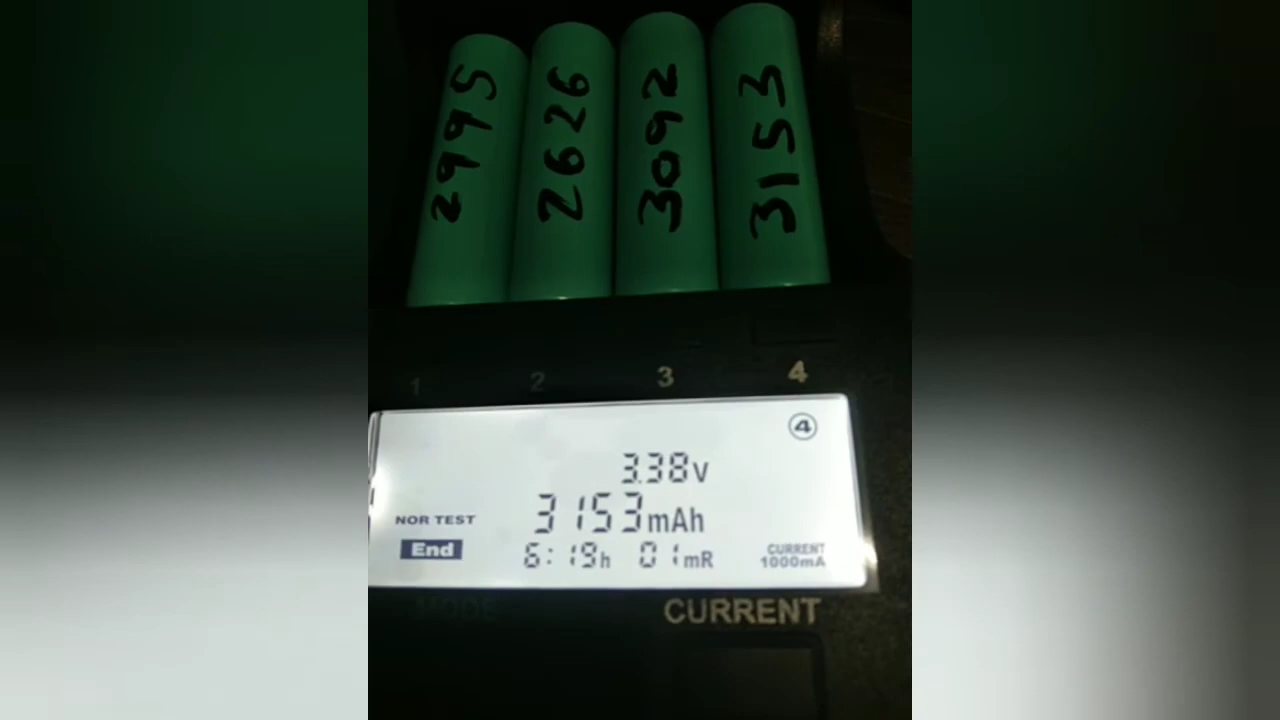 2995
2626
3092
3153
1 2 3 4
4
3.38V
3153mAh
NOR TEST
End
6:19h 01mR
CURRENT
1000mA
MODE
CURRENT